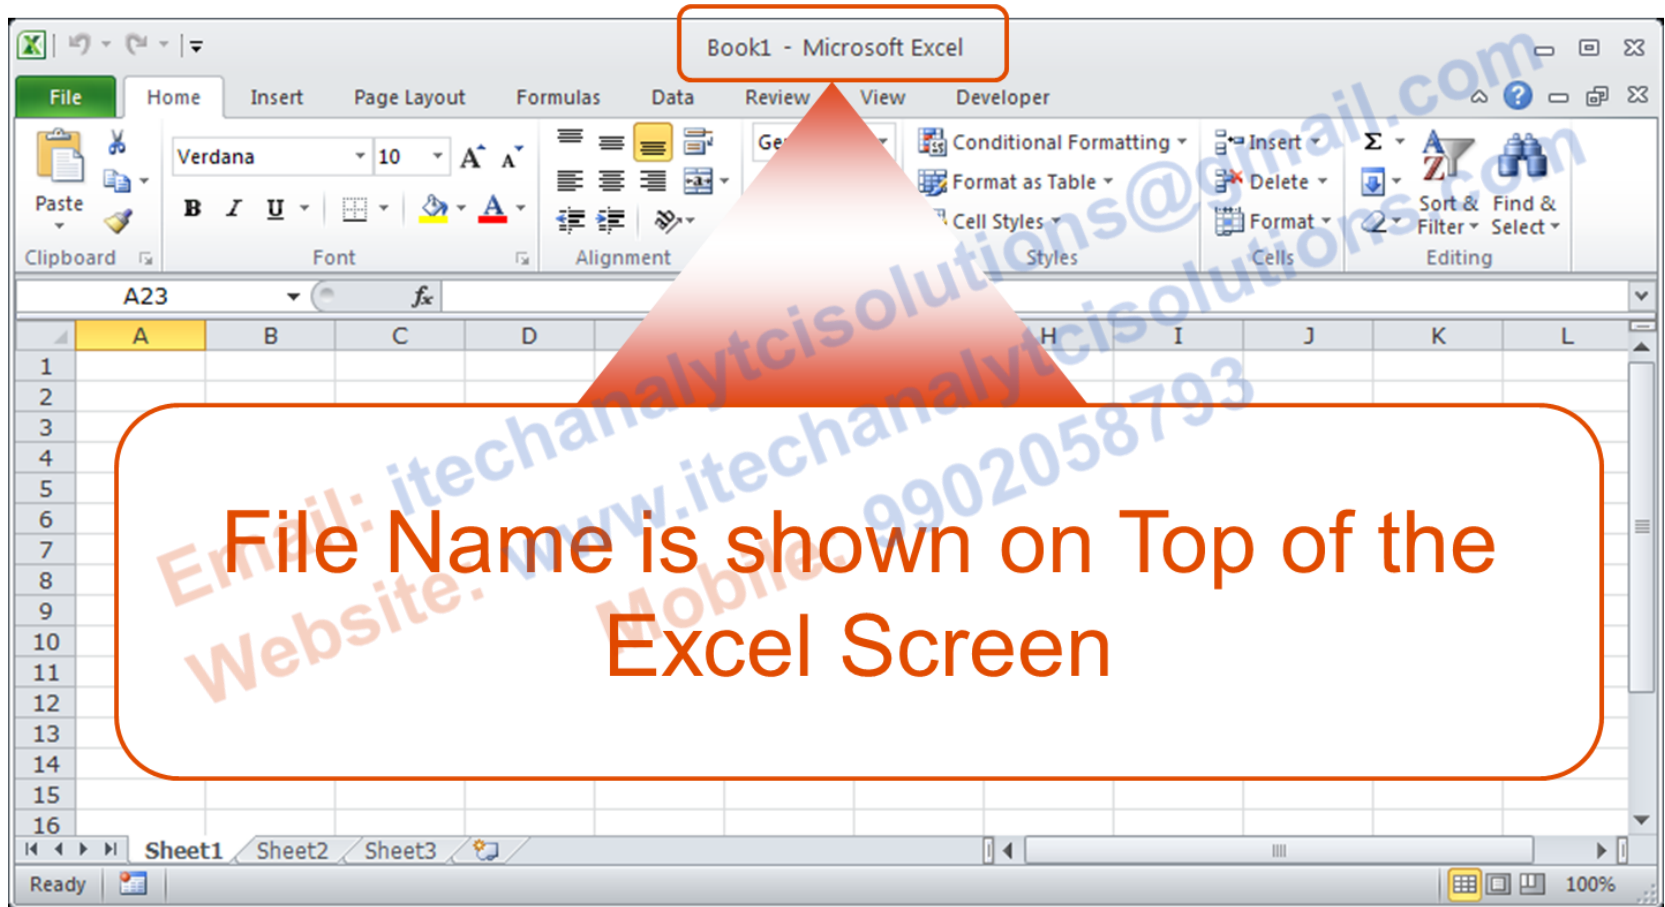 Book1 - Microsoft Excel
File Home Insert Page Layout Formulas Data Review View Developer
Verdana 10 Conditional Formatting Insert Σ
Format as Table Delete
Paste B I U A Cell Styles Format Sort & Filter Find & Select
Clipboard Font Alignment Styles Cells Editing
A23 fx
A B C D H I J K L
1
2
3
4
5
6
7
8
9
10
11
12
13
14
15
16
File Name is shown on Top of the
Excel Screen
Email: itechanalytcisolutions@gmail.com
Website: www.itechanalytcisolutions.com
Mobile: 9902058793
Sheet1 Sheet2 Sheet3
Ready 100%